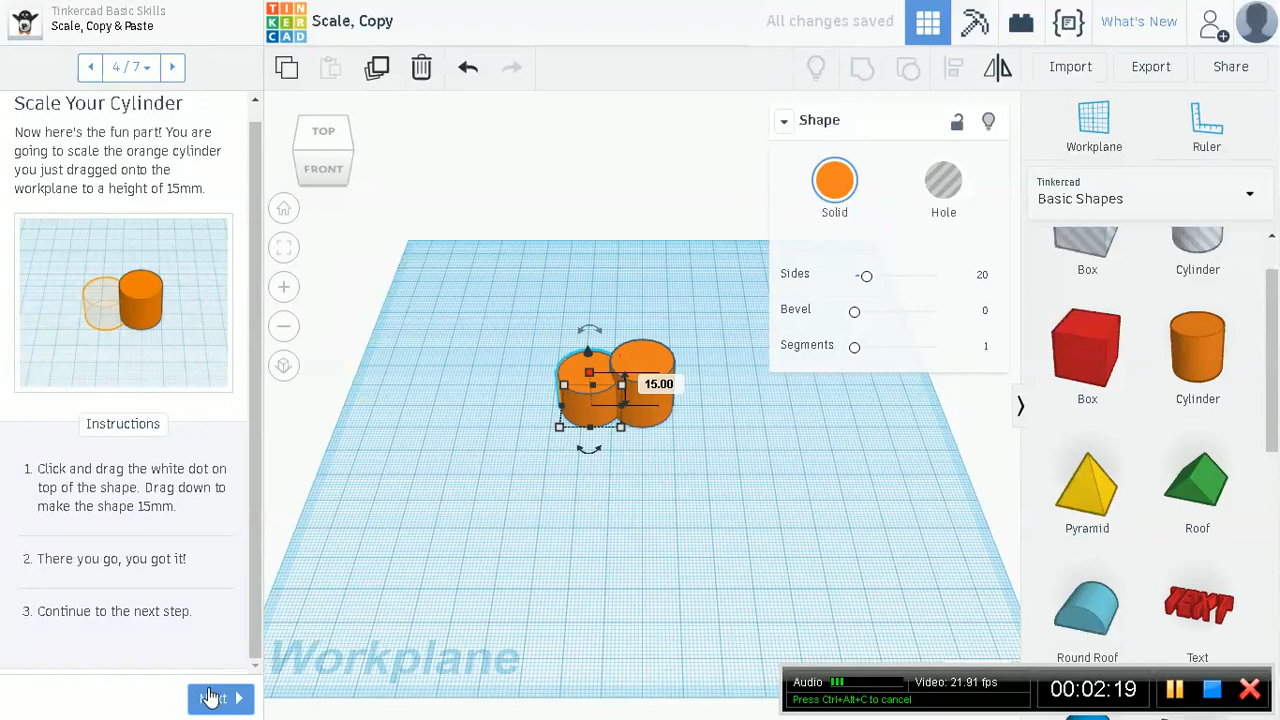 Tinkercad Basic Skills
Scale, Copy & Paste
TIN
KER
CAD
Scale, Copy
All changes saved
What's New
4/7
Import
Export
Share
Scale Your Cylinder
Now here's the fun part! You are
going to scale the orange cylinder
you just dragged on the
workplane to a height of 15mm.
Instructions
1. Click and drag the white dot on
top of the shape. Drag down to
make the shape 15mm.
2. There you go, you got it!
3. Continue to the next step.
TOP
FRONT
15.00
Workplane
Shape
Solid
Hole
Sides
20
Bevel
0
Segments
1
Workplane
Ruler
Tinkercad
Basic Shapes
Box
Cylinder
Box
Cylinder
Pyramid
Roof
TEXT
Round Roof
Text
Audio
Video: 21.91 fps
Press Ctrl+Alt+C to cancel
00:02:19